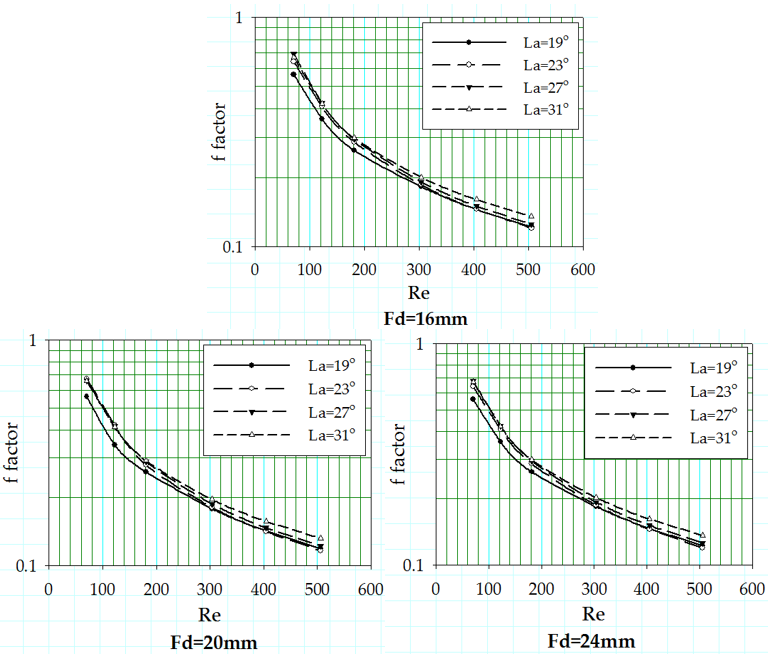 1
La=19°
La=23°
La=27°
La=31°
f factor
0.1
0 100 200 300 400 500 600
Re
Fd=16mm
1
La=19°
La=23°
La=27°
La=31°
f factor
0.1
0 100 200 300 400 500 600
Re
Fd=20mm
1
La=19°
La=23°
La=27°
La=31°
f factor
0.1
0 100 200 300 400 500 600
Re
Fd=24mm